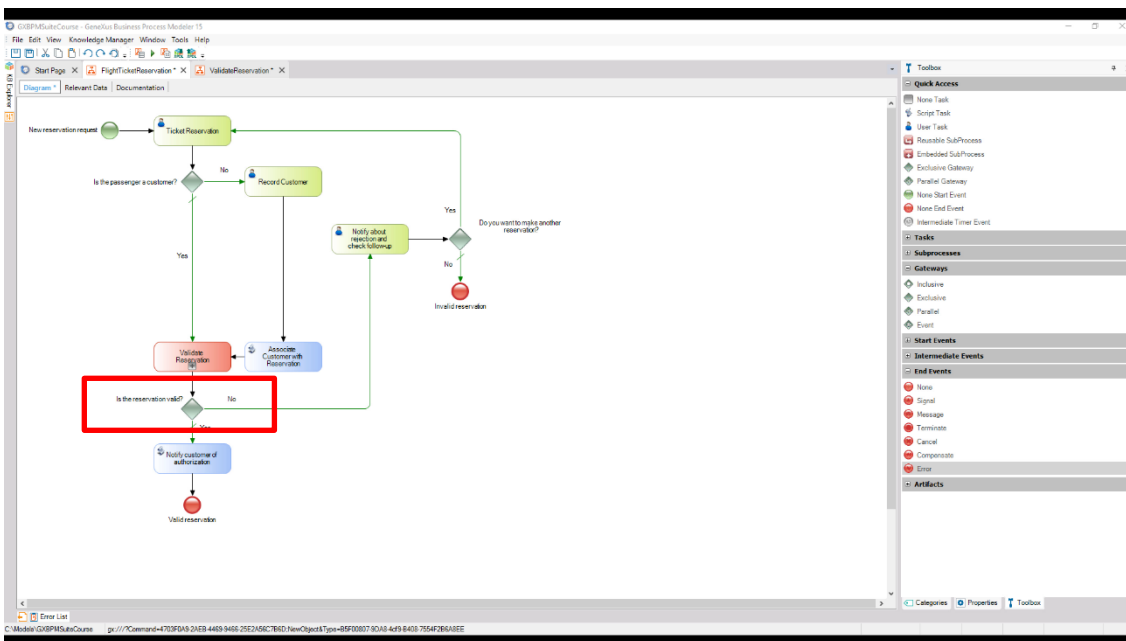 GXBPMSuiteCourse - GeneXus Business Process Modeler 15
File Edit View Knowledge Manager Window Tools Help
Start Page X FlightTicketReservation * X ValidateReservation * X
Diagram * Relevant Data Documentation
KB Explorer
New reservation request
Ticket Reservation
Is the passenger a customer?
No
Record Customer
Yes
Notify about
rejection and
check follow-up
Yes
Do you want to make another
reservation?
No
Invalid reservation
Validate
Reservation
Associate
Customer with
Reservation
Is the reservation valid?
No
Yes
Notify customer of
authorization
Valid reservation
Toolbox
Quick Access
None Task
Script Task
User Task
Reusable SubProcess
Embedded SubProcess
Exclusive Gateway
Parallel Gateway
None Start Event
None End Event
Intermediate Timer Event
Tasks
Subprocesses
Gateways
Inclusive
Exclusive
Parallel
Event
Start Events
Intermediate Events
End Events
None
Signal
Message
Terminate
Cancel
Compensate
Error
Artifacts
Categories Properties Toolbox
Error List
C:\Models\GXBPMSuiteCourse